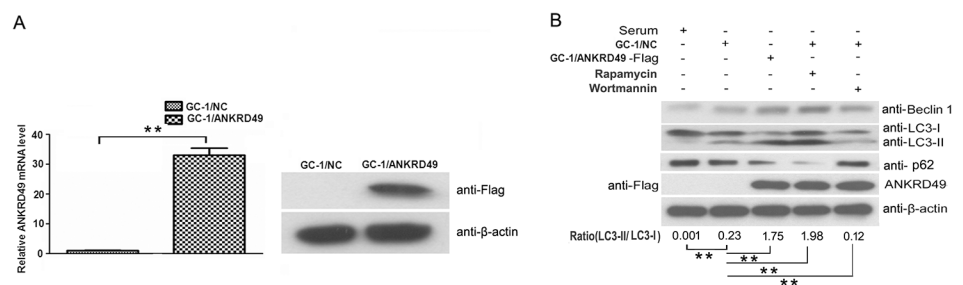 A
GC-1/NC
GC-1/ANKRD49
**
Relative ANKRD49 mRNA level
40
30
20
10
0
GC-1/NC GC-1/ANKRD49
anti-Flag
anti-β-actin
B
Serum + - - - -
GC-1/NC - + - + +
GC-1/ANKRD49 -Flag - - + - -
Rapamycin - - - + -
Wortmannin - - - - +
anti-Beclin 1
anti-LC3-I
anti-LC3-II
anti- p62
anti-Flag ANKRD49
anti-β-actin
Ratio(LC3-II/LC3-I) 0.001 0.23 1.75 1.98 0.12
** **
**
**